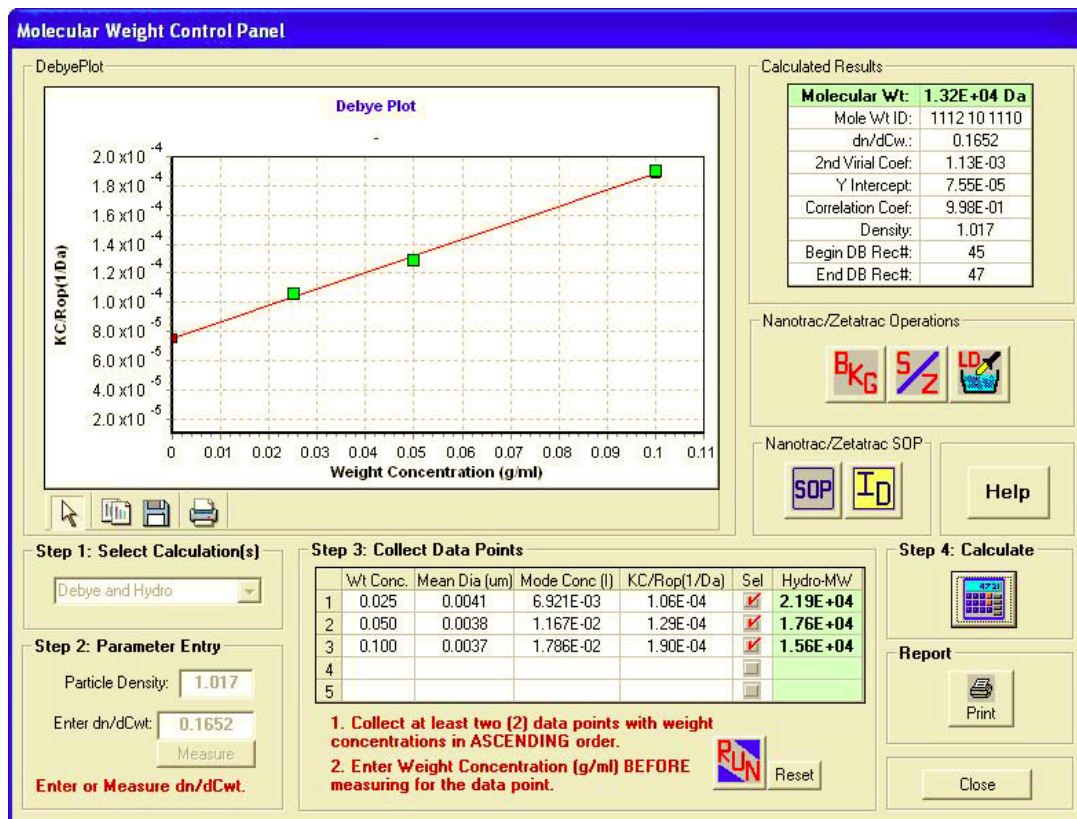 Molecular Weight Control Panel
DebyePlot
Debye Plot
-
KC/Rop(1/Da)
2.0 x10 -4
1.8 x10 -4
1.6 x10 -4
1.4 x10 -4
1.2 x10 -4
1.0 x10 -4
8.0 x10 -5
6.0 x10 -5
4.0 x10 -5
2.0 x10 -5
0 0.01 0.02 0.03 0.04 0.05 0.06 0.07 0.08 0.09 0.1 0.11
Weight Concentration (g/ml)
Calculated Results
Molecular Wt: 1.32E+04 Da
Mole Wt ID: 1112 10 1110
dn/dCw.: 0.1652
2nd Virial Coef: 1.13E-03
Y Intercept: 7.55E-05
Correlation Coef: 9.98E-01
Density: 1.017
Begin DB Rec#: 45
End DB Rec#: 47
Nanotrac/Zetatrac Operations
BKG S/Z LD
Nanotrac/Zetatrac SOP
SOP ID
Help
Step 1: Select Calculation(s)
Debye and Hydro
Step 2: Parameter Entry
Particle Density: 1.017
Enter dn/dCwt: 0.1652
Measure
Enter or Measure dn/dCwt.
Step 3: Collect Data Points
Wt Conc. Mean Dia (um) Mode Conc (l) KC/Rop(1/Da) Sel Hydro-MW
1 0.025 0.0041 6.921E-03 1.06E-04 2.19E+04
2 0.050 0.0038 1.167E-02 1.29E-04 1.76E+04
3 0.100 0.0037 1.786E-02 1.90E-04 1.56E+04
4
5
1. Collect at least two (2) data points with weight
concentrations in ASCENDING order.
2. Enter Weight Concentration (g/ml) BEFORE
measuring for the data point.
RUN
Reset
Step 4: Calculate
Report
Print
Close